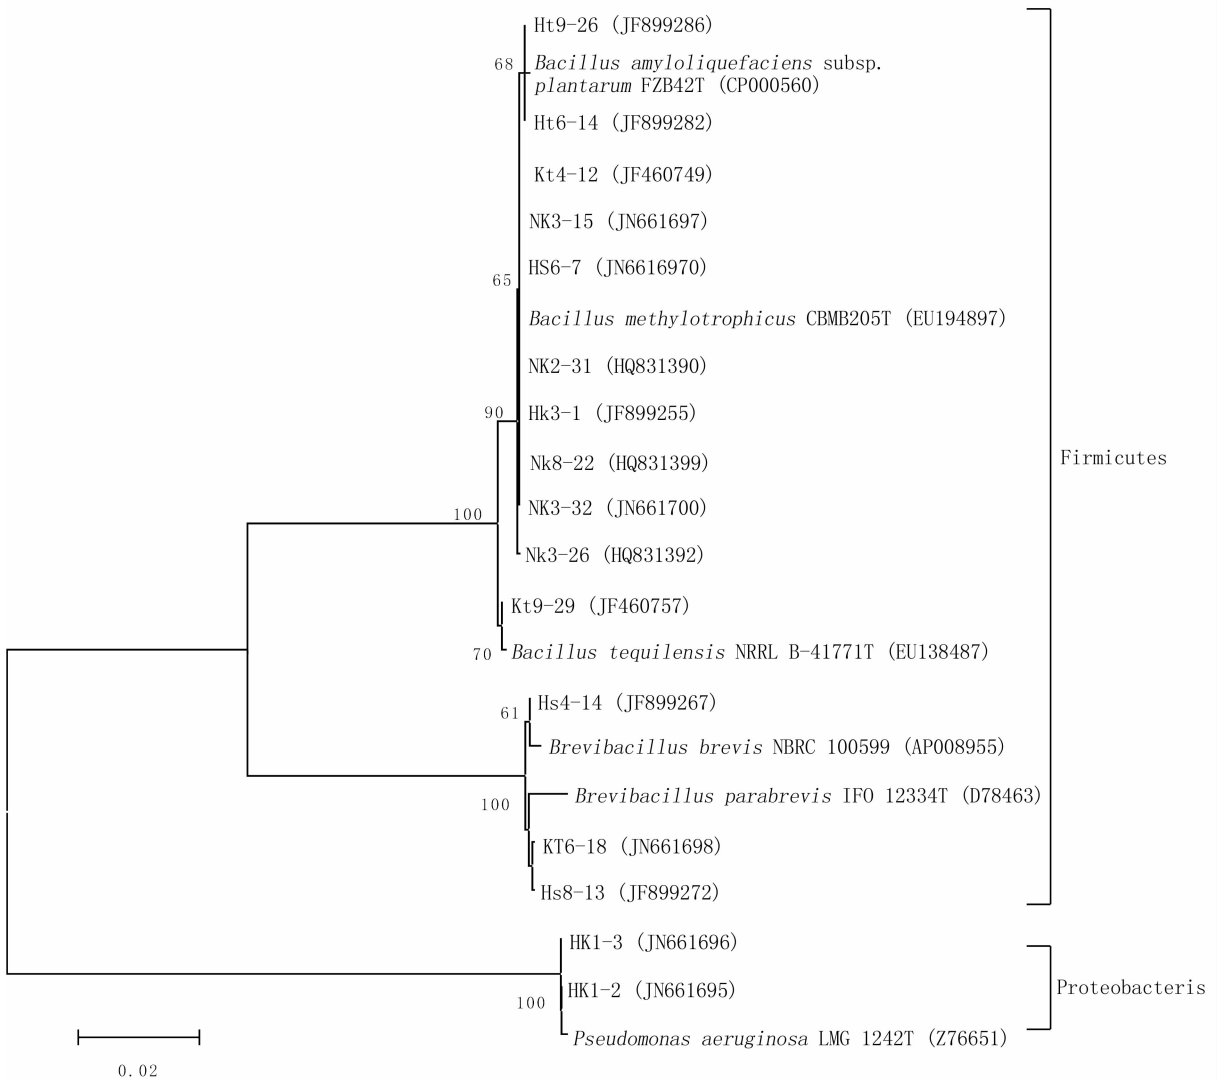 Ht9-26 (JF899286)
68
Bacillus amyloliquefaciens subsp.
plantarum FZB42T (CP000560)
Ht6-14 (JF899282)
Kt4-12 (JF460749)
NK3-15 (JN661697)
HS6-7 (JN6616970)
65
Bacillus methylotrophicus CBMB205T (EU194897)
NK2-31 (HQ831390)
90
Hk3-1 (JF899255)
Firmicutes
Nk8-22 (HQ831399)
NK3-32 (JN661700)
100
Nk3-26 (HQ831392)
Kt9-29 (JF460757)
70
Bacillus tequilensis NRRL B-41771T (EU138487)
Hs4-14 (JF899267)
61
Brevibacillus brevis NBRC 100599 (AP008955)
Brevibacillus parabrevis IFO 12334T (D78463)
100
KT6-18 (JN661698)
Hs8-13 (JF899272)
HK1-3 (JN661696)
HK1-2 (JN661695)
Proteobacteris
100
Pseudomonas aeruginosa LMG 1242T (Z76651)
0.02